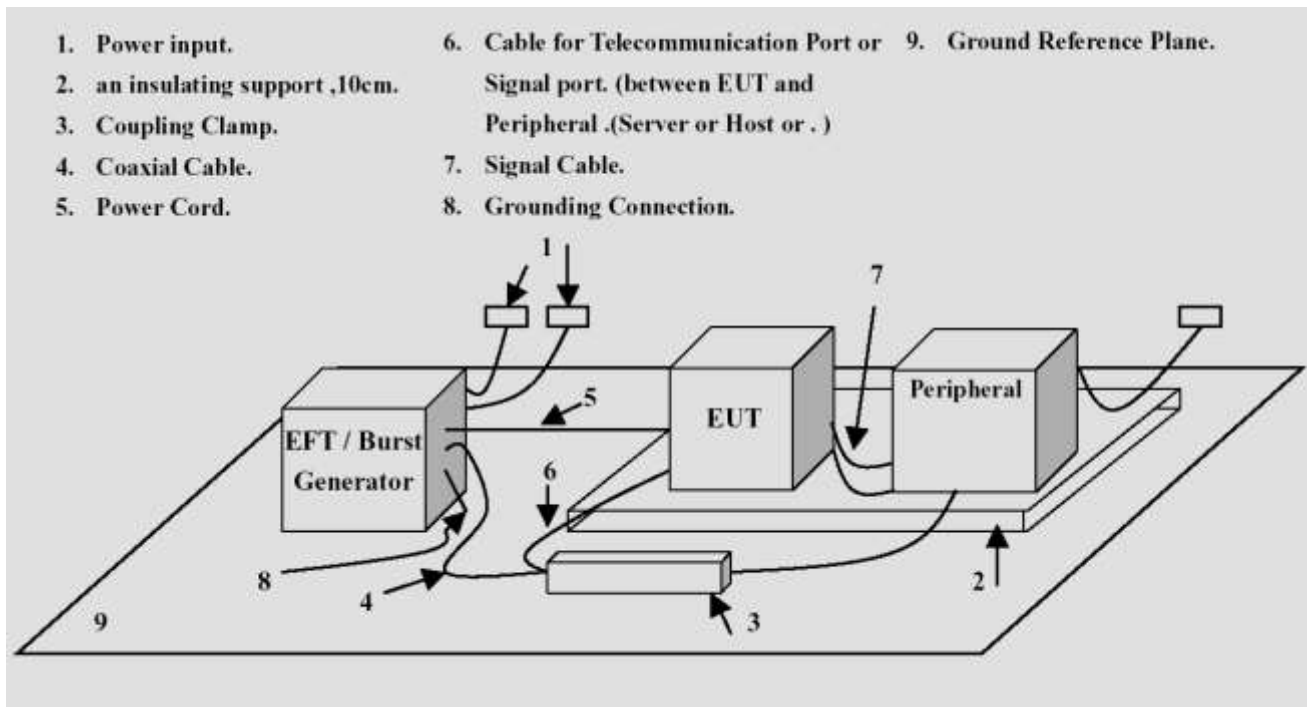 1. Power input.
2. an insulating support ,10cm.
3. Coupling Clamp.
4. Coaxial Cable.
5. Power Cord.
6. Cable for Telecommunication Port or
Signal port. (between EUT and
Peripheral .(Server or Host or . )
7. Signal Cable.
8. Grounding Connection.
9. Ground Reference Plane.
1
7
5
EFT / Burst
Generator
EUT
Peripheral
6
8
4
3
2
9